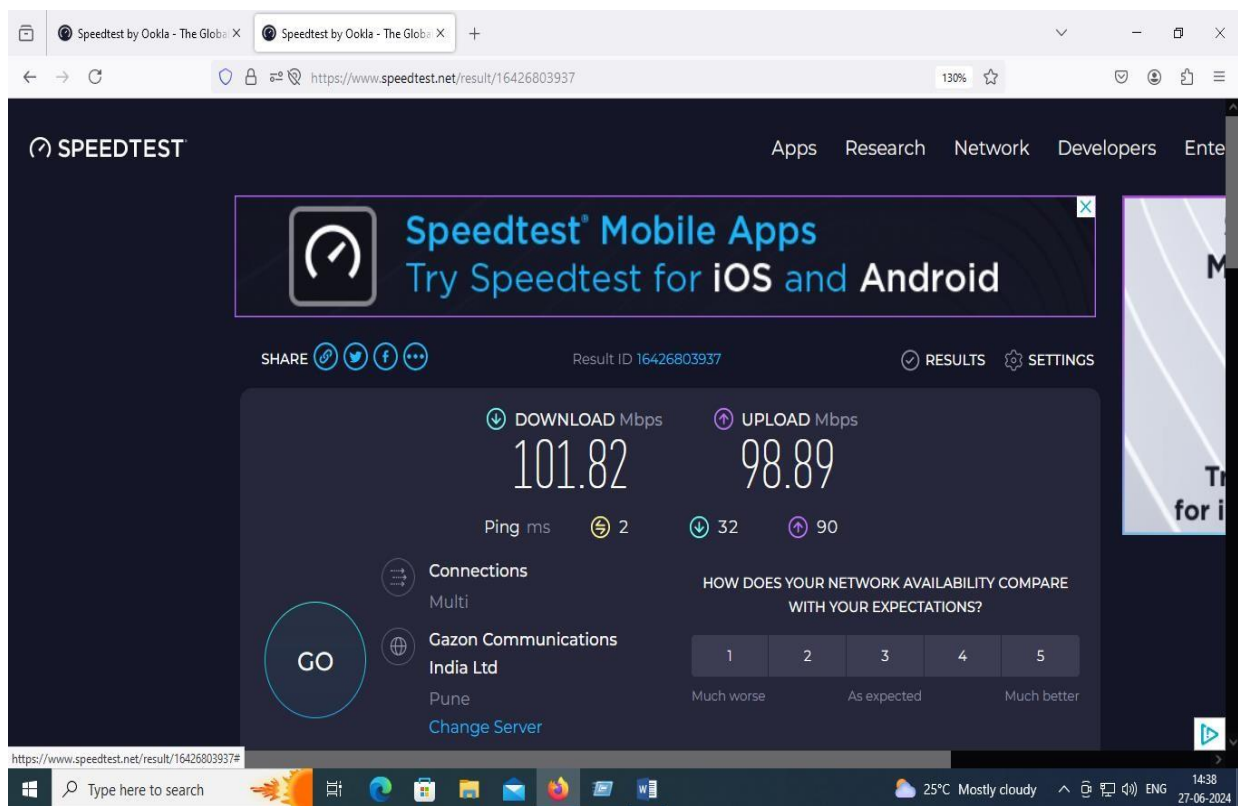 Speedtest by Ookla - The Globa
Speedtest by Ookla - The Globa
https://www.speedtest.net/result/16426803937
130%
SPEEDTEST
Apps Research Network Developers Ente
Speedtest® Mobile Apps
Try Speedtest for iOS and Android
M
SHARE
Result ID 16426803937
RESULTS SETTINGS
DOWNLOAD Mbps
UPLOAD Mbps
101.82
98.89
Ping ms 2 32 90
Tr
for i
Connections
Multi
Gazon Communications
India Ltd
Pune
Change Server
GO
HOW DOES YOUR NETWORK AVAILABILITY COMPARE
WITH YOUR EXPECTATIONS?
1 2 3 4 5
Much worse As expected Much better
https://www.speedtest.net/result/16426803937#
Type here to search
25°C Mostly cloudy
ENG
14:38
27-06-2024